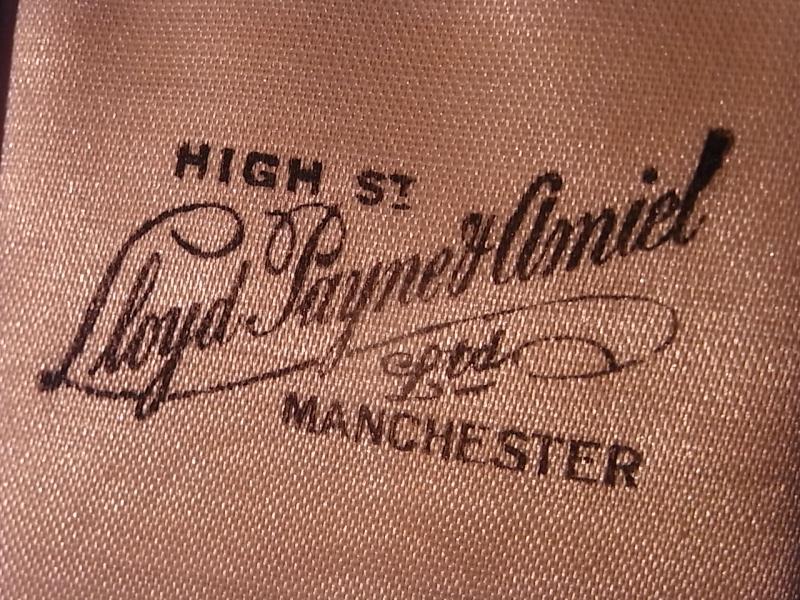 HIGH ST
Lloyd, Payne & Amiel
Ltd
MANCHESTER